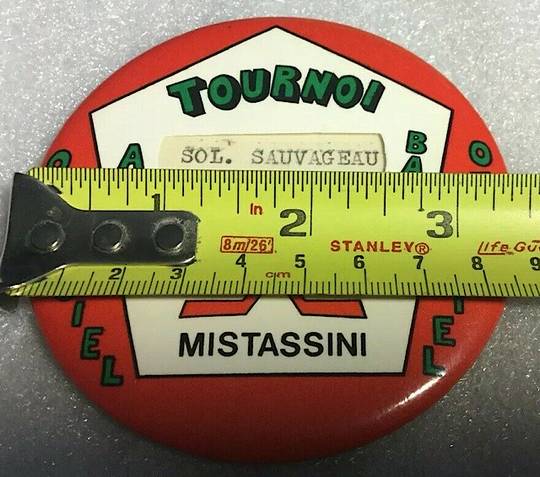 TOURNOI
SOL. SAUVAGEAU
1 in 2 3
8m/26' STANLEY®
2 3 4 cm 5 6 7 8 9
MISTASSINI